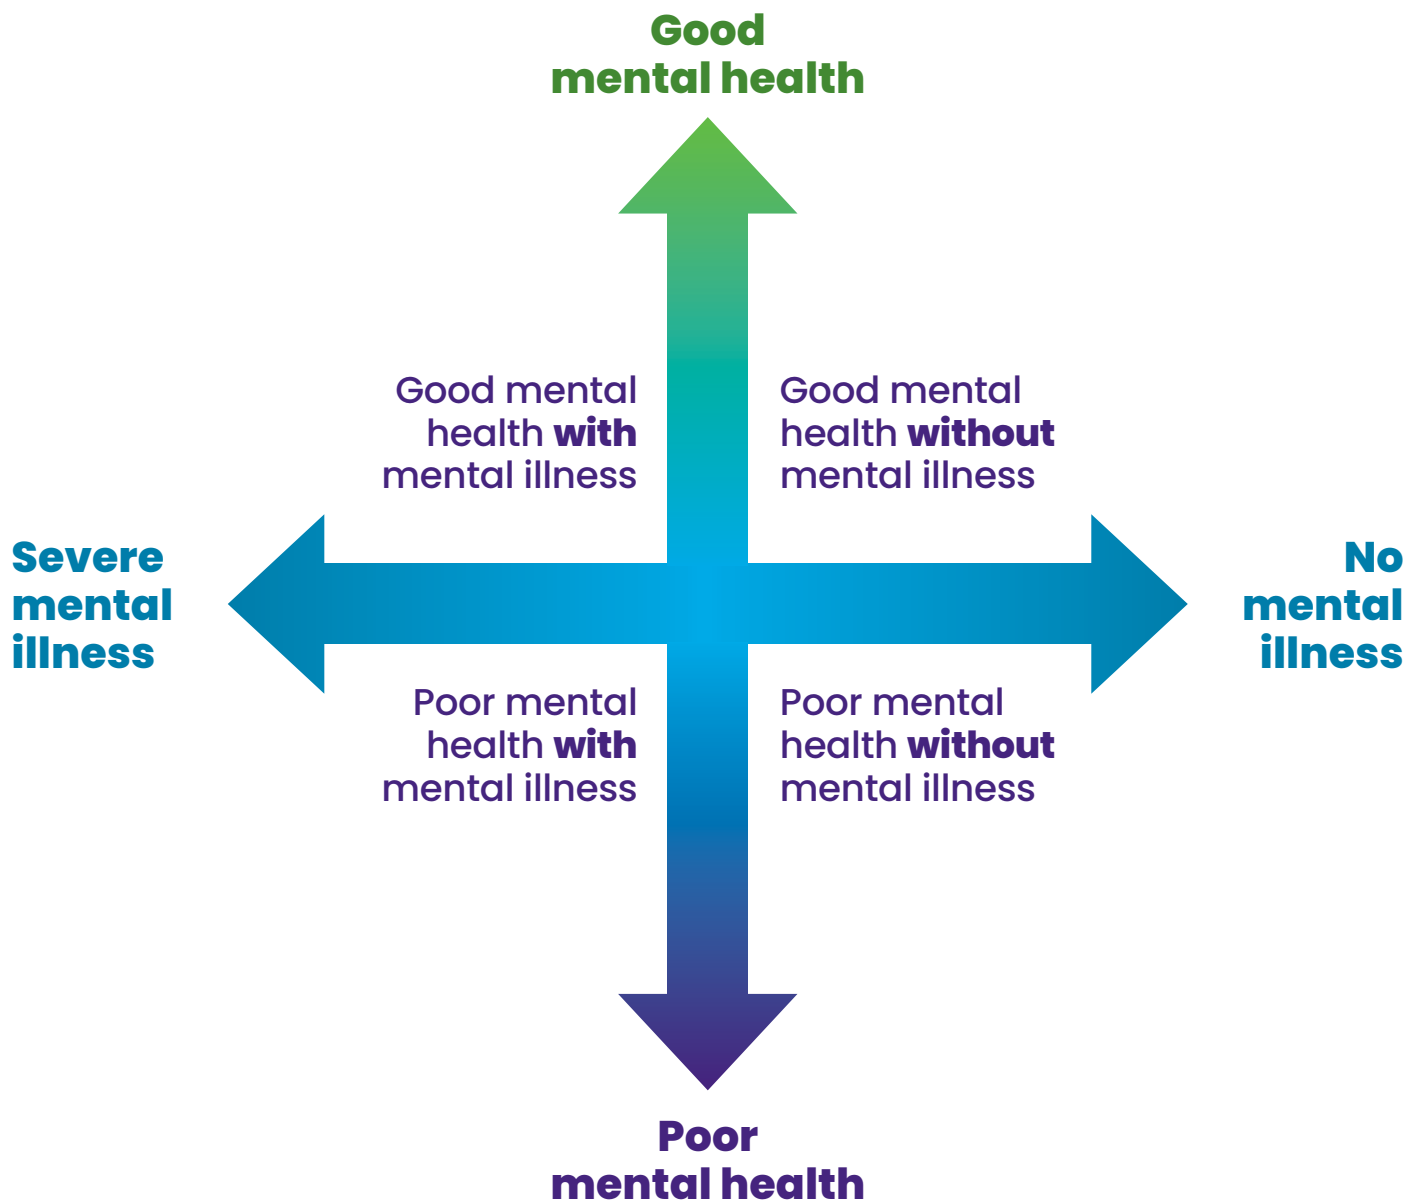 Good
mental health
Good mental
health with
mental illness
Good mental
health without
mental illness
Severe
mental
illness
No
mental
illness
Poor mental
health with
mental illness
Poor mental
health without
mental illness
Poor
mental health